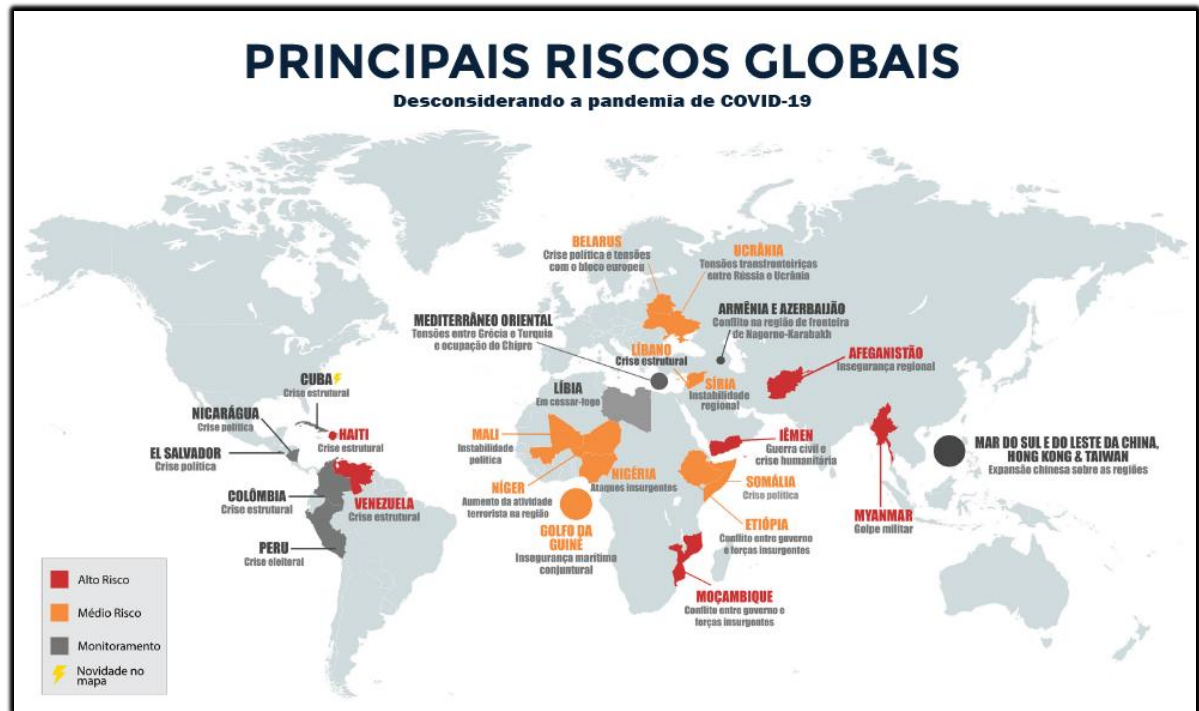 PRINCIPAIS RISCOS GLOBAIS
Desconsiderando a pandemia de COVID-19
BELARUS
Crise política e tensões
com o bloco europeu
UCRÂNIA
Tensões transfronteiriças
entre Rússia e Ucrânia
MEDITERRÂNEO ORIENTAL
Tensões entre Grécia e Turquia
e ocupação do Chipre
ARMÊNIA E AZERBAIJÃO
Conflito na região de fronteira
de Nagorno-Karabakh
LÍBANO
Crise estrutural
SÍRIA
Instabilidade
regional
AFEGANISTÃO
Insegurança regional
CUBA
Crise estrutural
LÍBIA
Em cessar-fogo
NICARÁGUA
Crise política
HAITI
Crise estrutural
EL SALVADOR
Crise política
MALI
Instabilidade
política
IÊMEN
Guerra civil e
crise humanitária
MAR DO SUL E DO LESTE DA CHINA,
HONG KONG & TAIWAN
Expansão chinesa sobre as regiões
COLÔMBIA
Crise estrutural
VENEZUELA
Crise estrutural
NÍGER
Aumento da atividade
terrorista na região
NIGÉRIA
Ataques insurgentes
SOMÁLIA
Crise política
MYANMAR
Golpe militar
PERU
Crise eleitoral
GOLFO DA
GUINÉ
Insegurança marítima
conjuntural
ETIÓPIA
Conflito entre governo
e forças insurgentes
MOÇAMBIQUE
Conflito entre governo e
forças insurgentes
Alto Risco
Médio Risco
Monitoramento
Novidade no
mapa